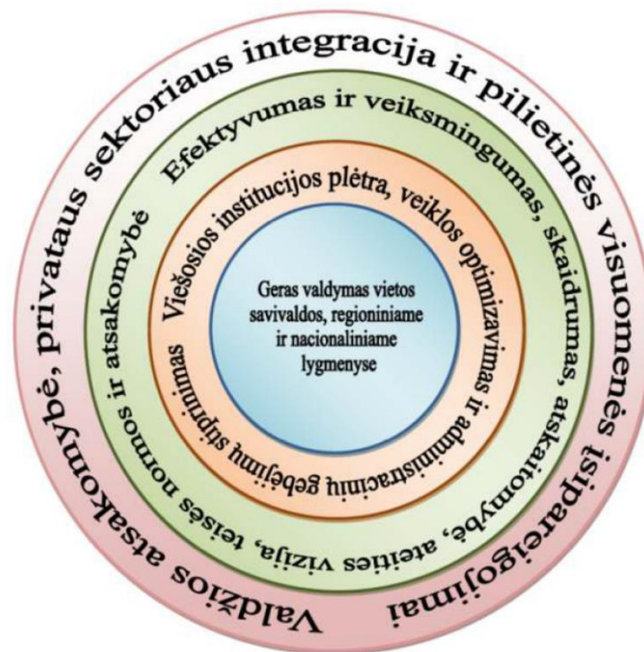 Valdžios atsakomybė, privataus sektoriaus integracija ir pilietinės visuomenės įsipareigojimai
Efektyvumas ir veiksmingumas, skaidrumas, atskaitomybė, ateities vizija, teisės normos ir atsakomybė
Viešosios institucijos plėtra, veiklos optimizavimas ir administracinių gebėjimų stiprinimas
Geras valdymas vietos
savivaldos, regioniniame
ir nacionaliniame
lygmenyse